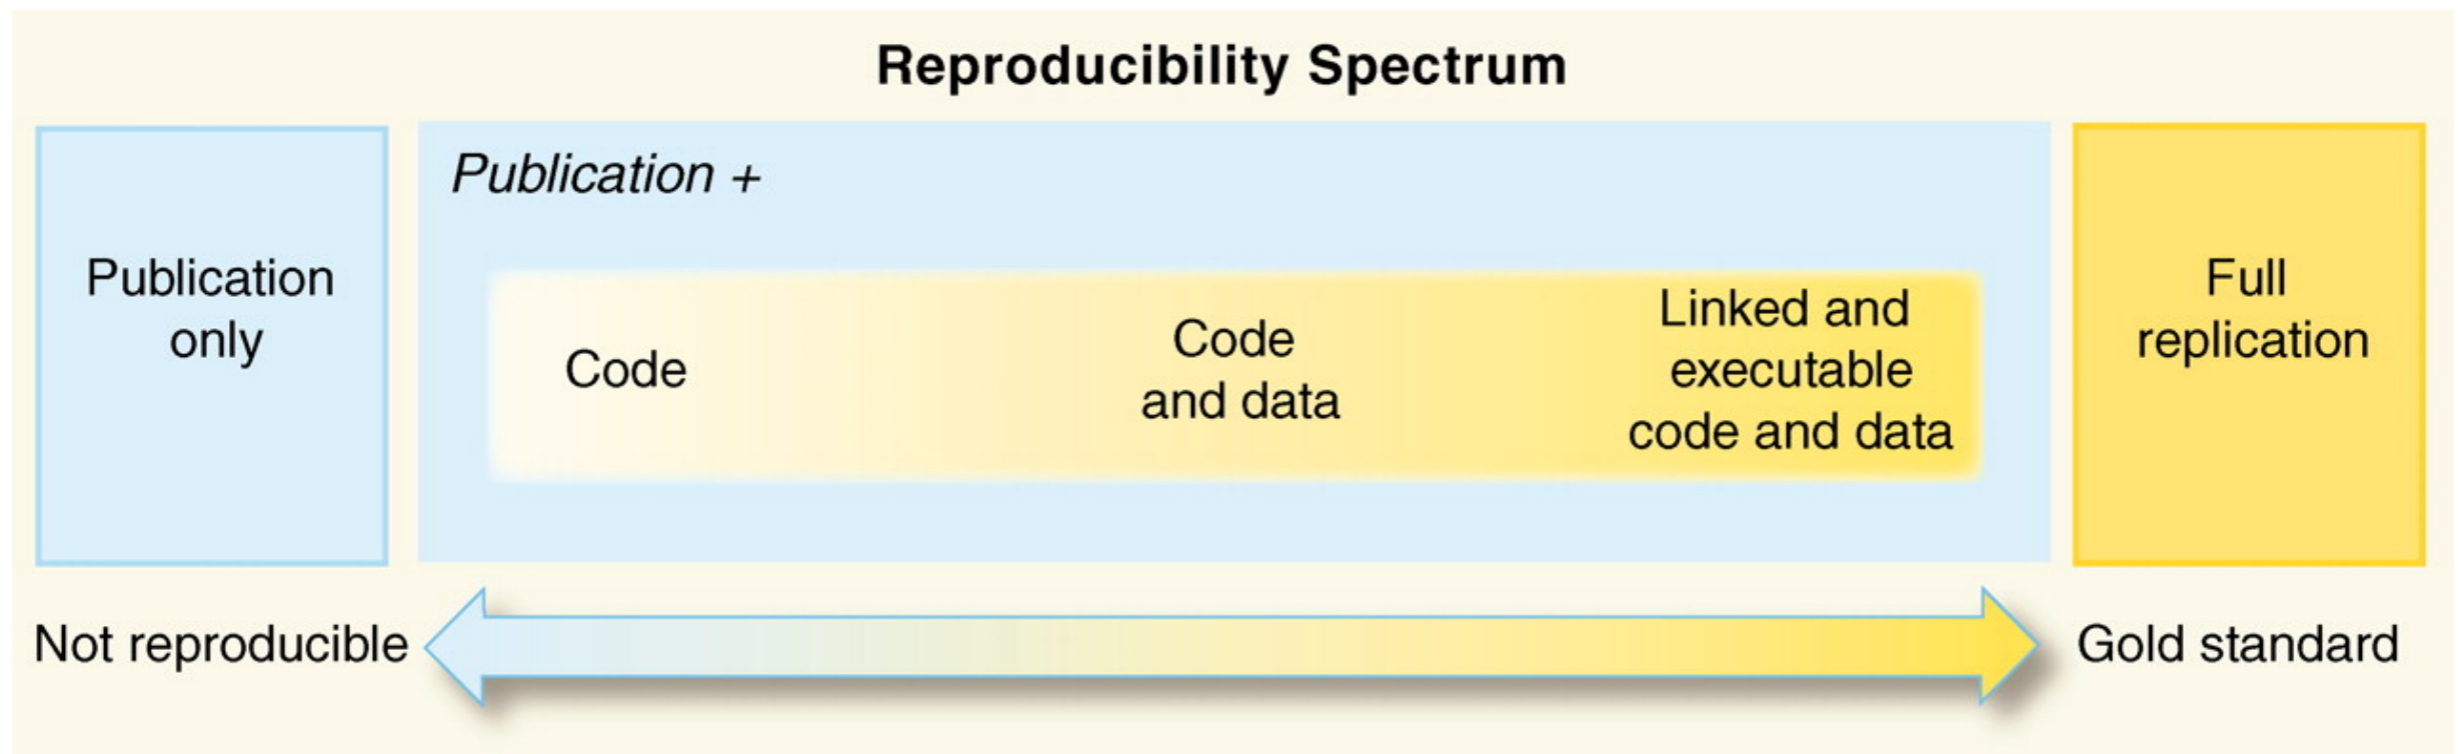 Reproducibility Spectrum
Publication
only
Publication +
Code
Code
and data
Linked and
executable
code and data
Full
replication
Not reproducible
Gold standard